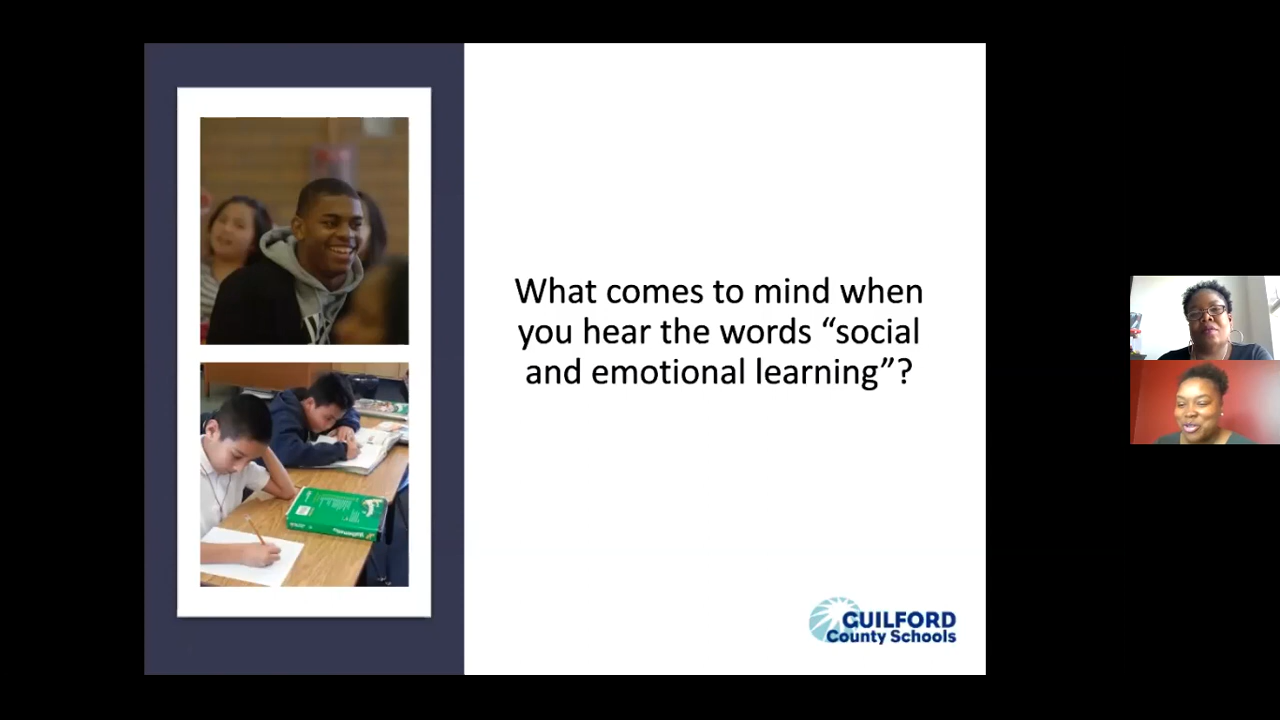 What comes to mind when
you hear the words “social
and emotional learning”?
GUILFORD
County Schools